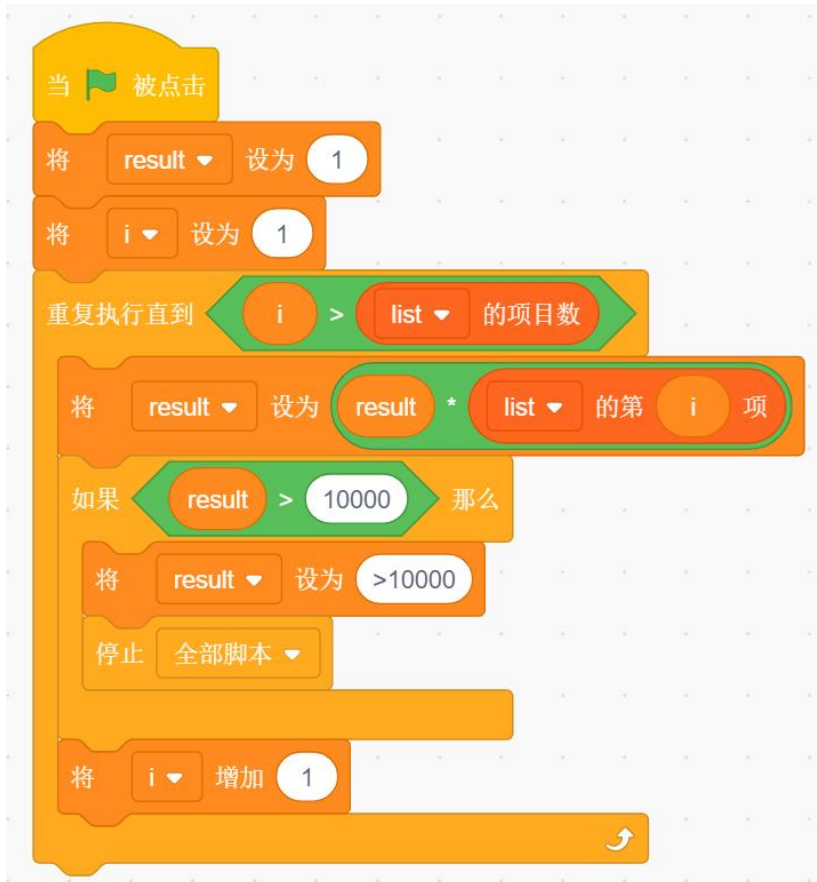 当 被点击
将 result 设为 1
将 i 设为 1
重复执行直到 i > list 的项目数
将 result 设为 result * list 的第 i 项
如果 result > 10000 那么
将 result 设为 >10000
停止 全部脚本
将 i 增加 1